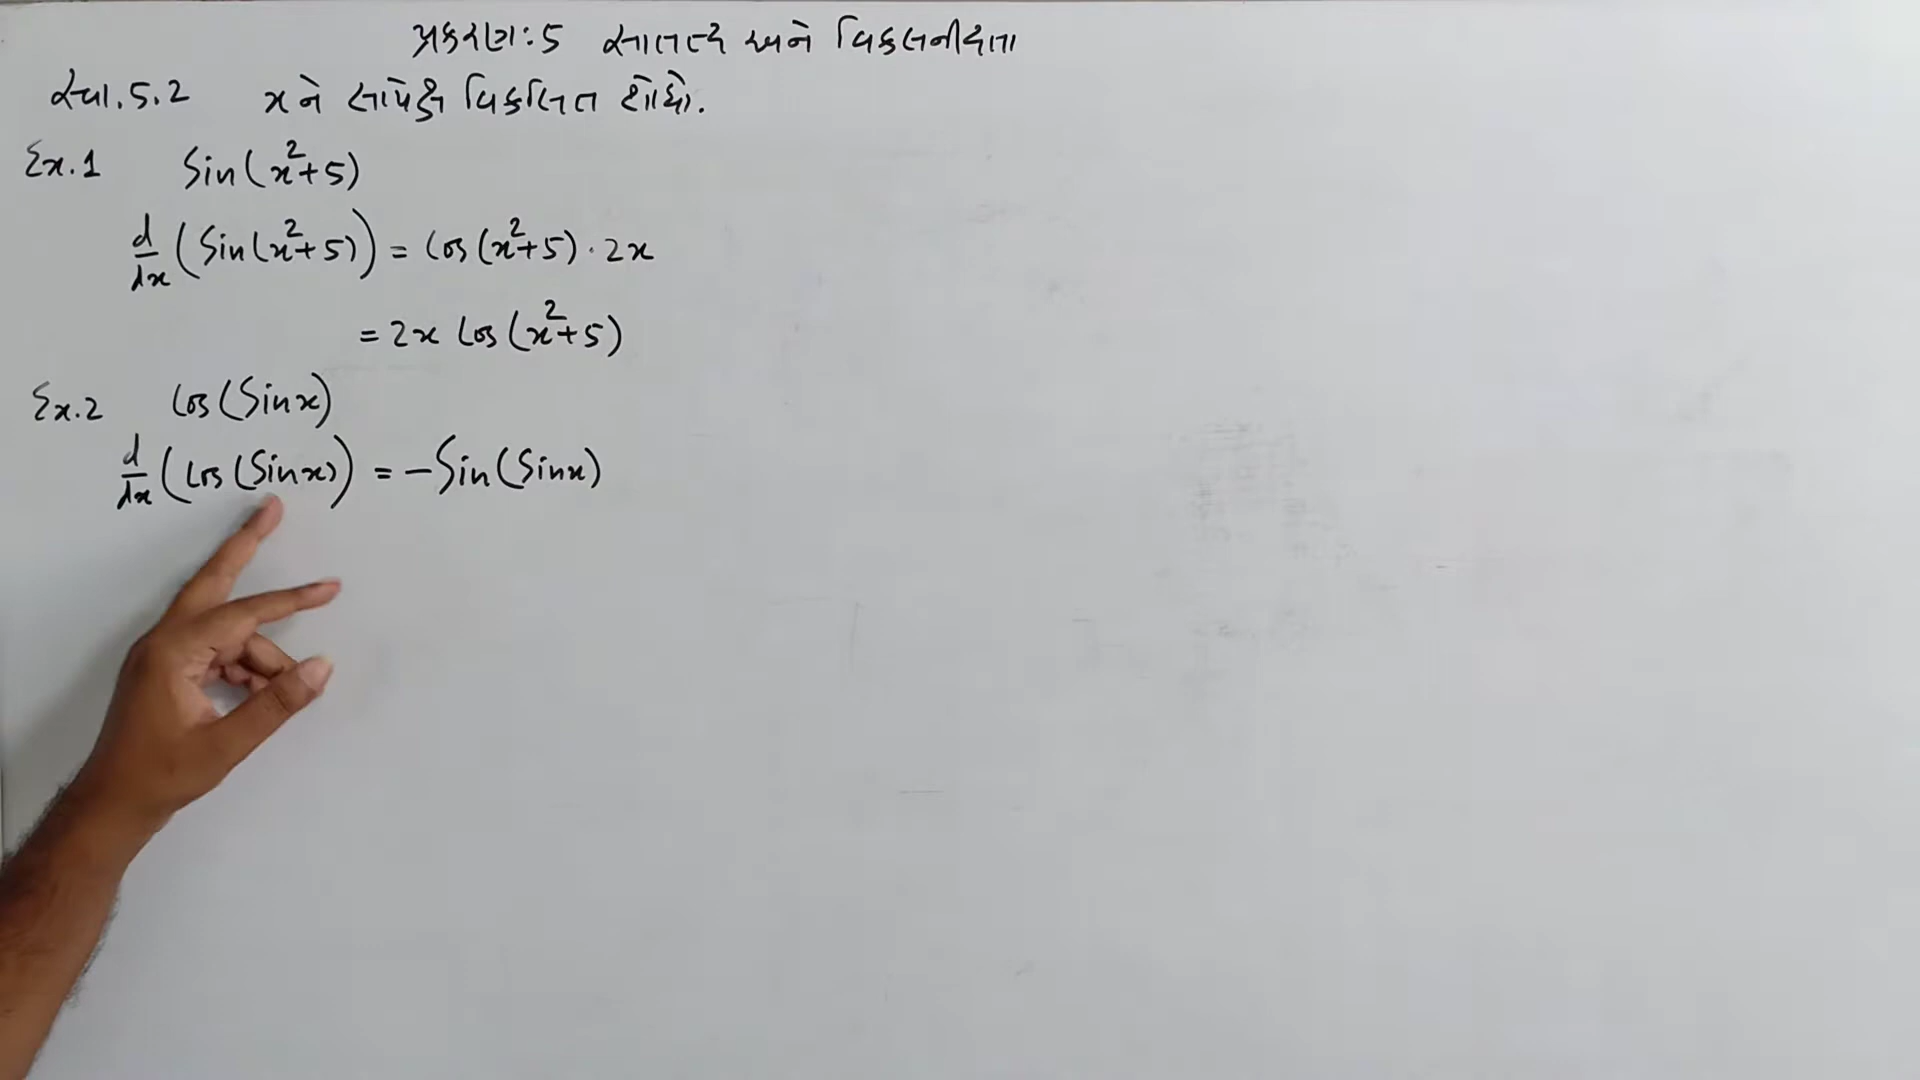 પ્રકરણ:5 સાતત્ય અને વિકલનીયતા
સ્વા.5.2 x ને સાપેક્ષ વિકલિત શોધો.
Ex.1 Sin(x²+5)
d/dx (Sin(x²+5)) = Cos(x²+5)·2x
= 2x Cos(x²+5)
Ex.2 Cos(Sinx)
d/dx (Cos(Sinx)) = -Sin(Sinx)